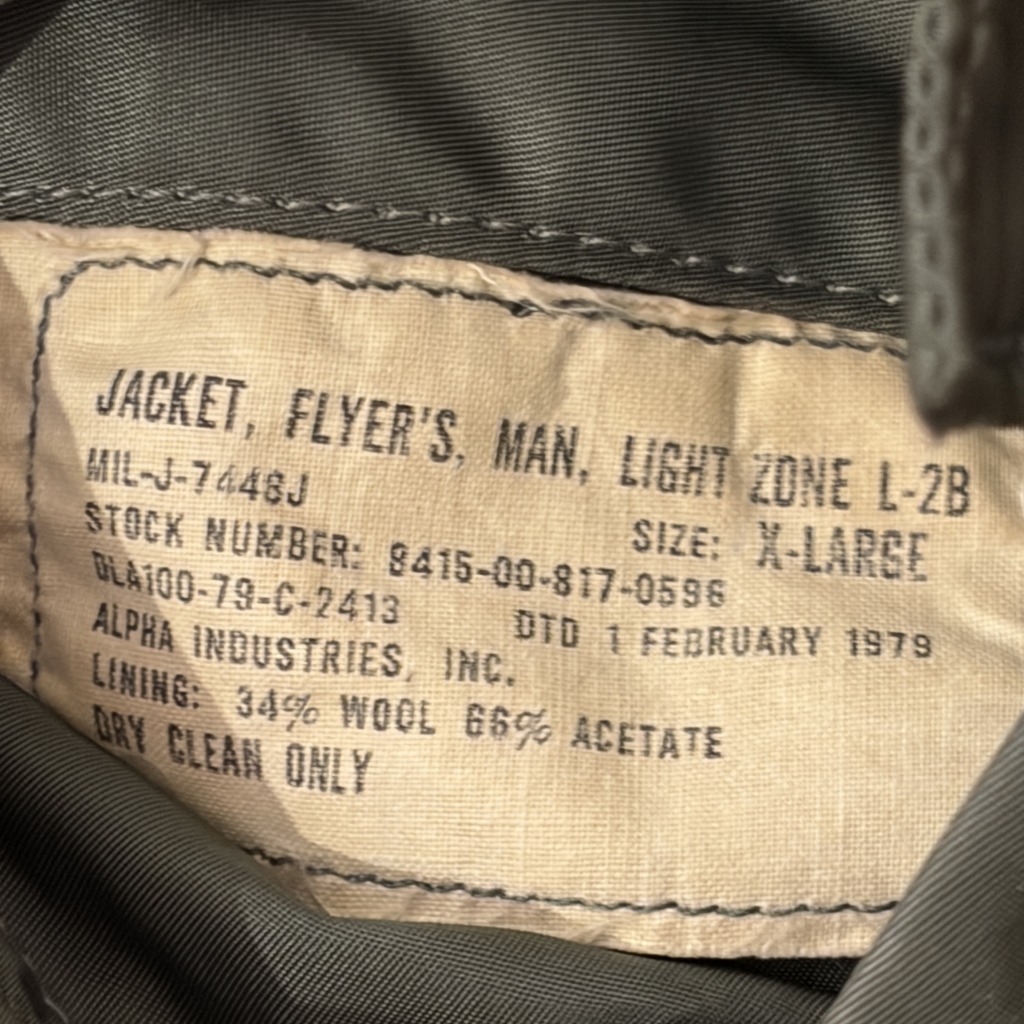 JACKET, FLYER'S, MAN, LIGHT ZONE L-2B
MIL-J-7448J
SIZE: X-LARGE
STOCK NUMBER: 8415-00-817-0596
DLA100-79-C-2413 DTD 1 FEBRUARY 1979
ALPHA INDUSTRIES, INC.
LINING: 34% WOOL 66% ACETATE
DRY CLEAN ONLY